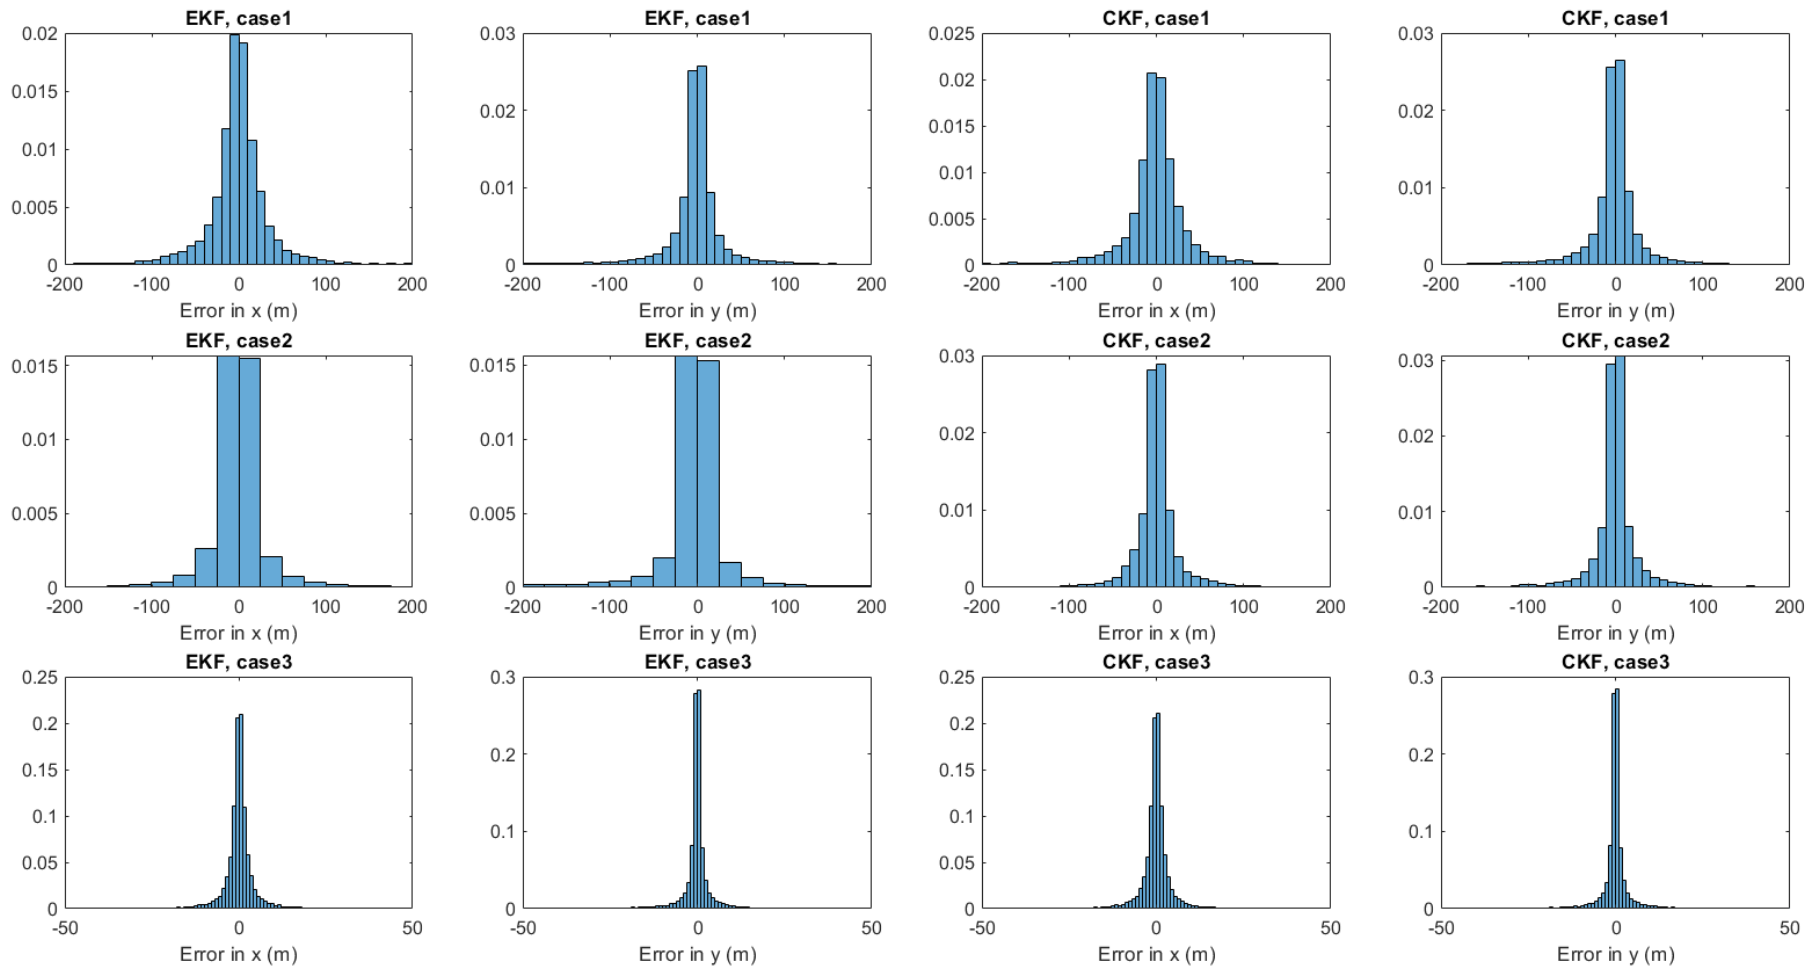 EKF, case1
0.02
0.015
0.01
0.005
0
-200 -100 0 100 200
Error in x (m)
EKF, case1
0.03
0.02
0.01
0
-200 -100 0 100 200
Error in y (m)
CKF, case1
0.025
0.02
0.015
0.01
0.005
0
-200 -100 0 100 200
Error in x (m)
CKF, case1
0.03
0.02
0.01
0
-200 -100 0 100 200
Error in y (m)
EKF, case2
0.015
0.01
0.005
0
-200 -100 0 100 200
Error in x (m)
EKF, case2
0.015
0.01
0.005
0
-200 -100 0 100 200
Error in y (m)
CKF, case2
0.03
0.02
0.01
0
-200 -100 0 100 200
Error in x (m)
CKF, case2
0.03
0.02
0.01
0
-200 -100 0 100 200
Error in y (m)
EKF, case3
0.25
0.2
0.15
0.1
0.05
0
-50 0 50
Error in x (m)
EKF, case3
0.3
0.2
0.1
0
-50 0 50
Error in y (m)
CKF, case3
0.25
0.2
0.15
0.1
0.05
0
-50 0 50
Error in x (m)
CKF, case3
0.3
0.2
0.1
0
-50 0 50
Error in y (m)